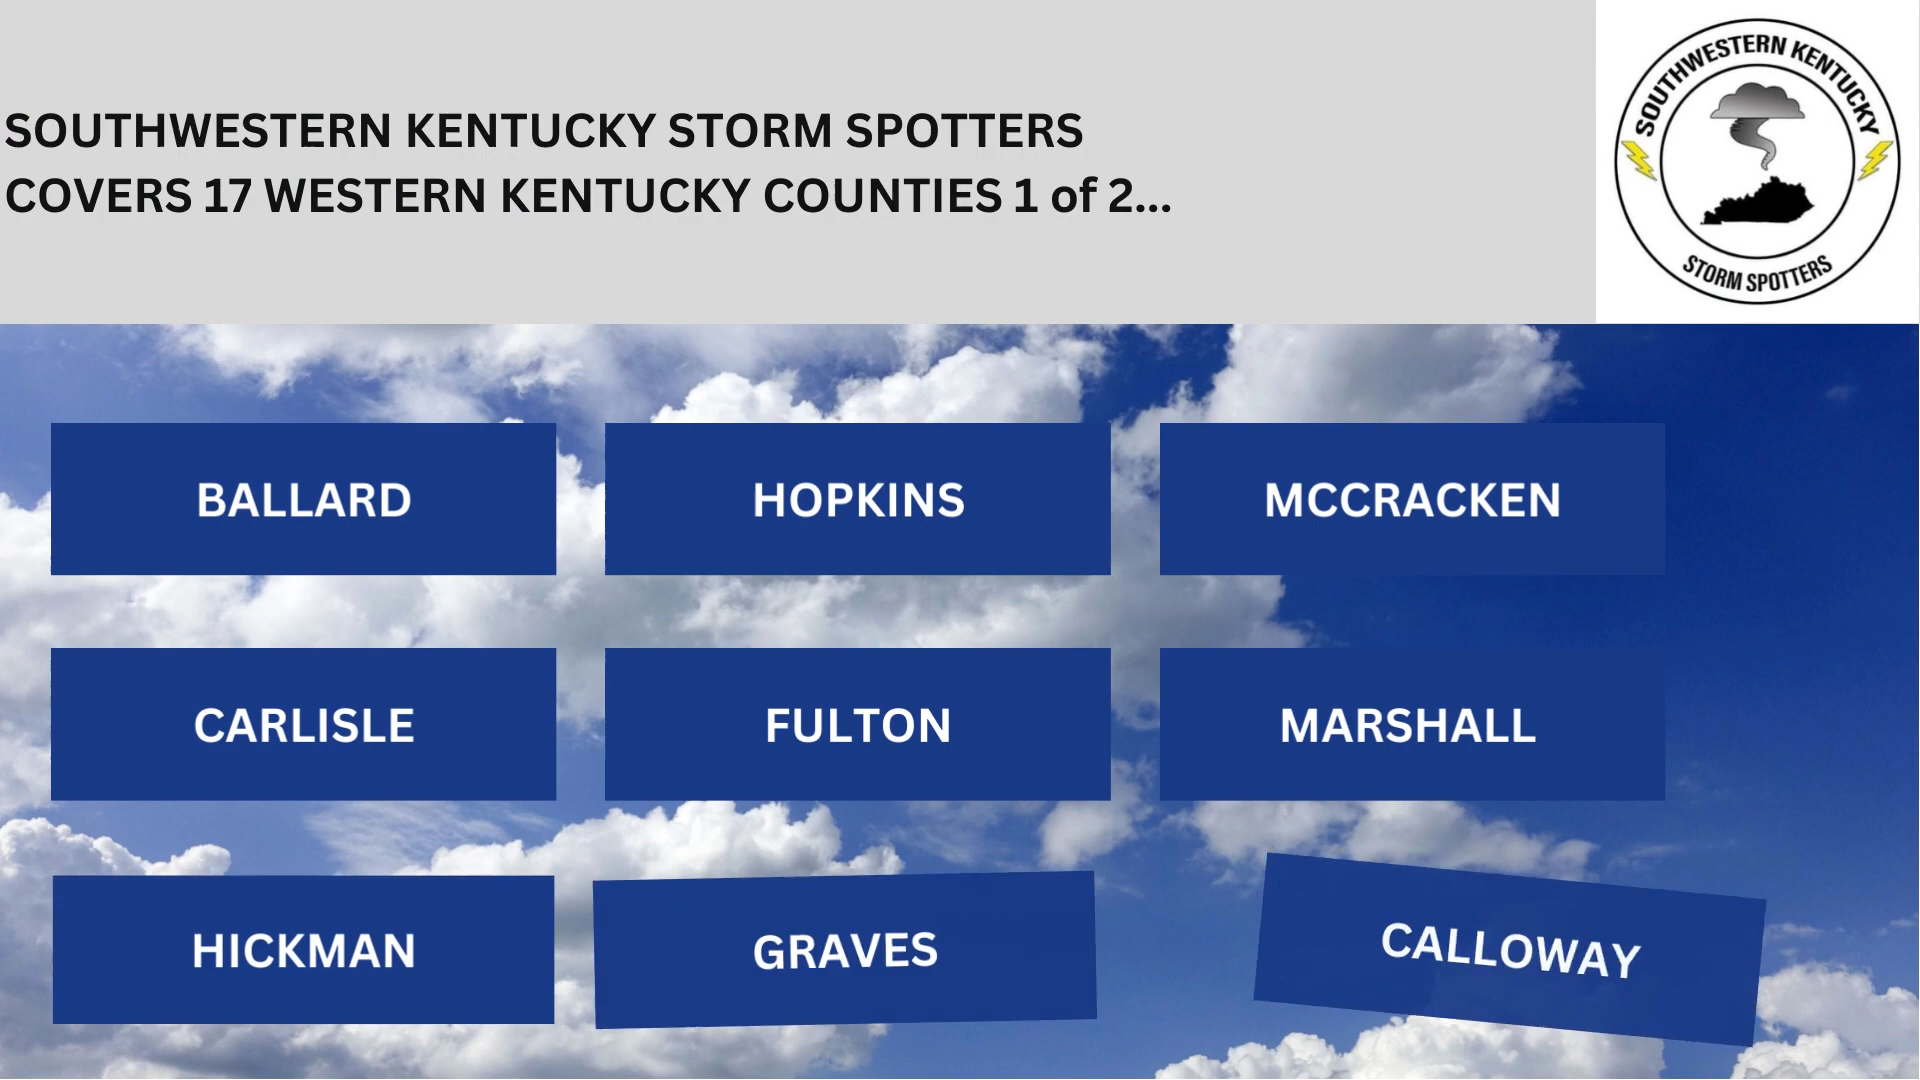 SOUTHWESTERN KENTUCKY STORM SPOTTERS
COVERS 17 WESTERN KENTUCKY COUNTIES 1 of 2...
SOUTHWESTERN KENTUCKY
STORM SPOTTERS
BALLARD
HOPKINS
MCCRACKEN
CARLISLE
FULTON
MARSHALL
HICKMAN
GRAVES
CALLOWAY